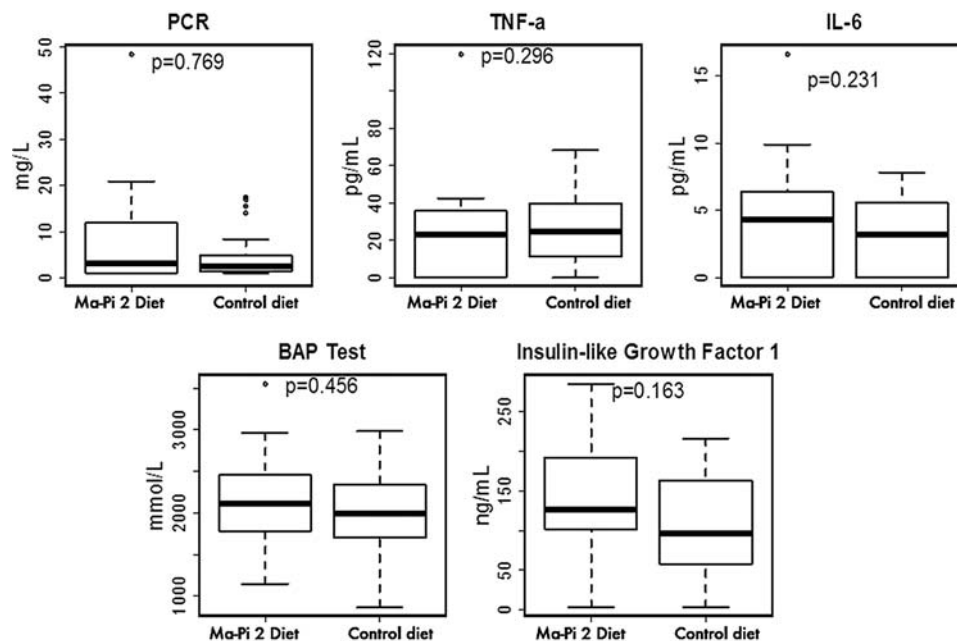 PCR
mg/L
50
40
30
20
10
0
p=0.769
Ma-Pi 2 Diet
Control diet
TNF-a
pg/mL
120
80
60
40
20
0
p=0.296
Ma-Pi 2 Diet
Control diet
IL-6
pg/mL
15
10
5
0
p=0.231
Ma-Pi 2 Diet
Control diet
BAP Test
mmol/L
3000
2000
1000
p=0.456
Ma-Pi 2 Diet
Control diet
Insulin-like Growth Factor 1
ng/mL
250
150
50
0
p=0.163
Ma-Pi 2 Diet
Control diet